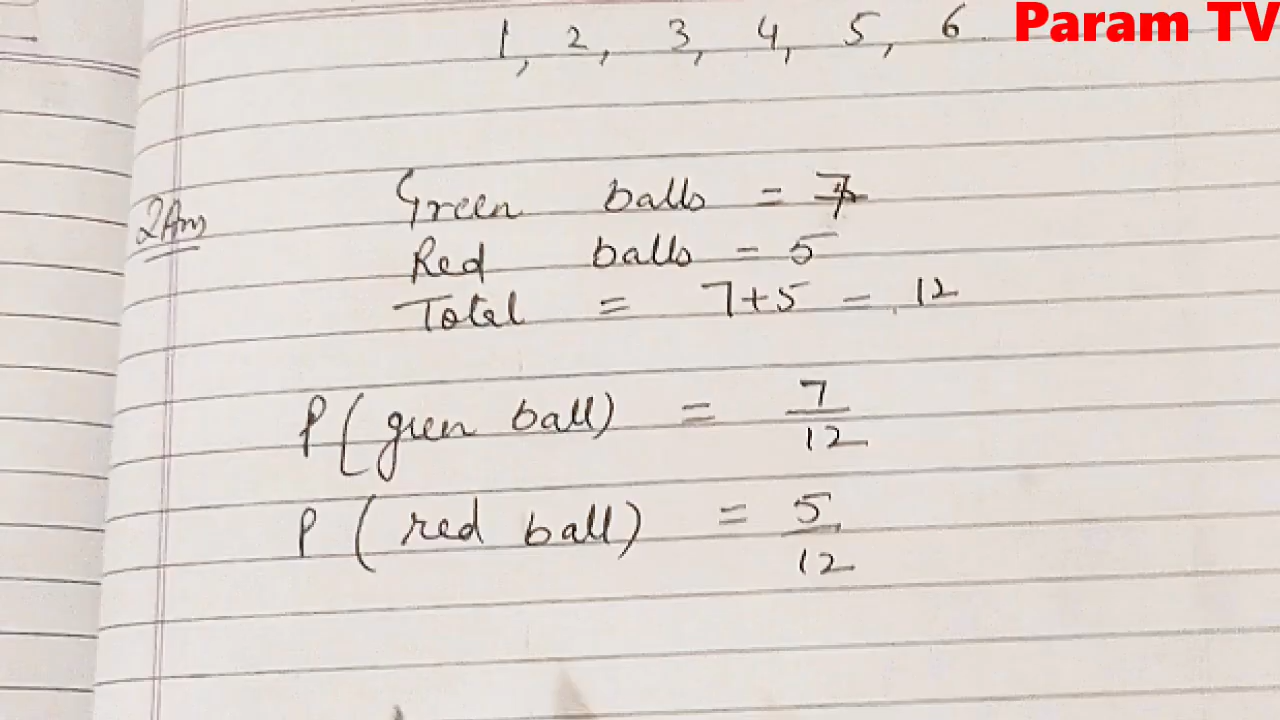 Param TV
1, 2, 3, 4, 5, 6.
2Ans
Green balls = 7
Red balls = 5
Total = 7+5 = 12
P(green ball) = 7/12
P(red ball) = 5/12